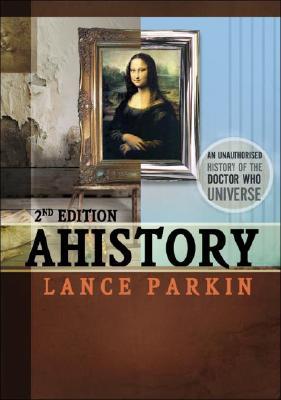 AN UNAUTHORISED
HISTORY OF THE
DOCTOR WHO
UNIVERSE
2ND EDITION
AHISTORY
LANCE PARKIN